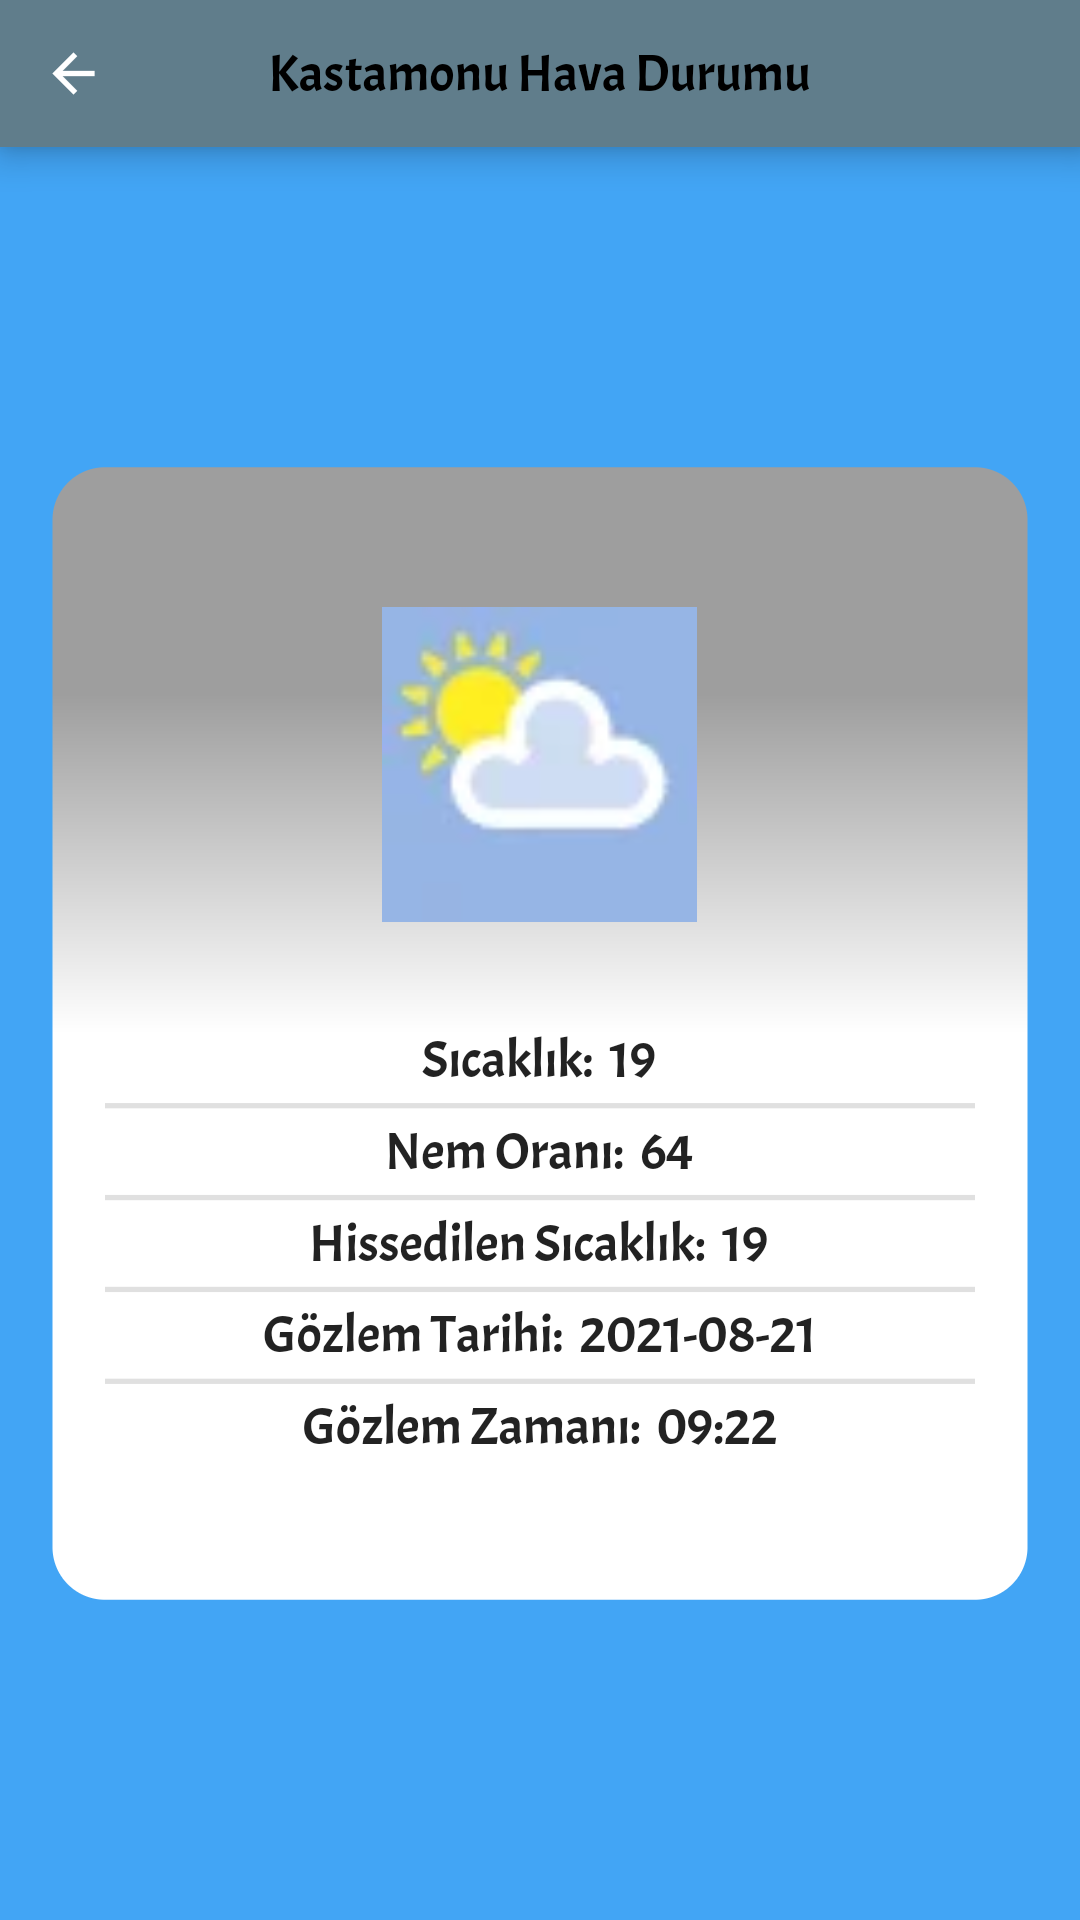 Kastamonu Hava Durumu
Sıcaklık: 19
Nem Oranı: 64
Hissedilen Sıcaklık: 19
Gözlem Tarihi: 2021-08-21
Gözlem Zamanı: 09:22